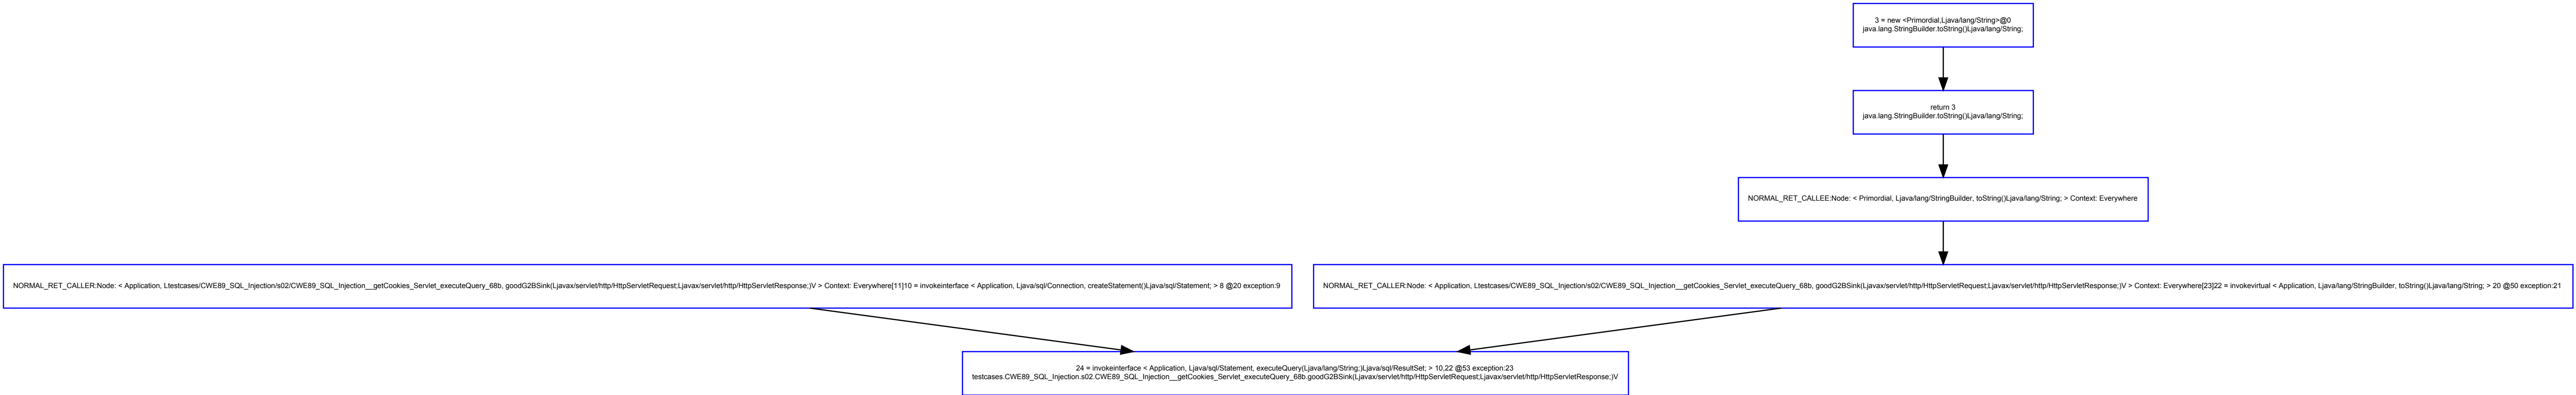 3 = new <Primordial,Ljava/lang/String>@0
java.lang.StringBuilder.toString()Ljava/lang/String;
return 3
java.lang.StringBuilder.toString()Ljava/lang/String;
NORMAL_RET_CALLEE:Node: < Primordial, Ljava/lang/StringBuilder, toString()Ljava/lang/String; > Context: Everywhere
NORMAL_RET_CALLER:Node: < Application, Ltestcases/CWE89_SQL_Injection/s02/CWE89_SQL_Injection__getCookies_Servlet_executeQuery_68b, goodG2BSink(Ljavax/servlet/http/HttpServletRequest;Ljavax/servlet/http/HttpServletResponse;)V > Context: Everywhere[11]10 = invokeinterface < Application, Ljava/sql/Connection, createStatement()Ljava/sql/Statement; > 8 @20 exception:9
NORMAL_RET_CALLER:Node: < Application, Ltestcases/CWE89_SQL_Injection/s02/CWE89_SQL_Injection__getCookies_Servlet_executeQuery_68b, goodG2BSink(Ljavax/servlet/http/HttpServletRequest;Ljavax/servlet/http/HttpServletResponse;)V > Context: Everywhere[23]22 = invokevirtual < Application, Ljava/lang/StringBuilder, toString()Ljava/lang/String; > 20 @50 exception:21
24 = invokeinterface < Application, Ljava/sql/Statement, executeQuery(Ljava/lang/String;)Ljava/sql/ResultSet; > 10,22 @53 exception:23
testcases.CWE89_SQL_Injection.s02.CWE89_SQL_Injection__getCookies_Servlet_executeQuery_68b.goodG2BSink(Ljavax/servlet/http/HttpServletRequest;Ljavax/servlet/http/HttpServletResponse;)V